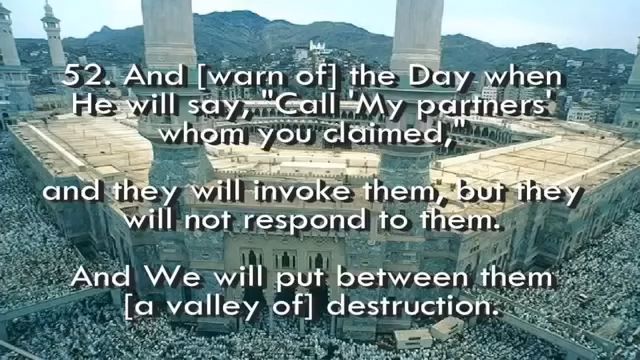 52. And [warn of] the Day when
He will say, "Call 'My partners'
whom you claimed,"
and they will invoke them, but they
will not respond to them.
And We will put between them
[a valley of] destruction.